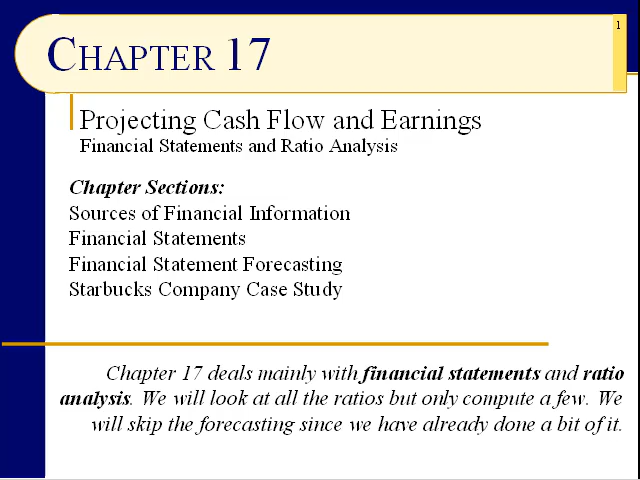 1
CHAPTER 17
Projecting Cash Flow and Earnings
Financial Statements and Ratio Analysis
Chapter Sections:
Sources of Financial Information
Financial Statements
Financial Statement Forecasting
Starbucks Company Case Study
Chapter 17 deals mainly with financial statements and ratio
analysis. We will look at all the ratios but only compute a few. We
will skip the forecasting since we have already done a bit of it.